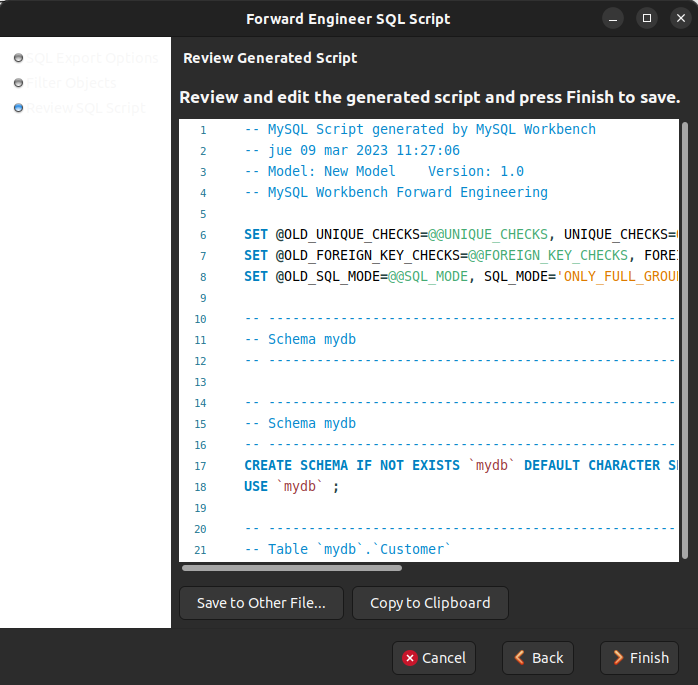 Forward Engineer SQL Script
SQL Export Options
Filter Objects
Review SQL Script
Review Generated Script
Review and edit the generated script and press Finish to save.
1 -- MySQL Script generated by MySQL Workbench
2 -- jue 09 mar 2023 11:27:06
3 -- Model: New Model    Version: 1.0
4 -- MySQL Workbench Forward Engineering
5
6 SET @OLD_UNIQUE_CHECKS=@@UNIQUE_CHECKS, UNIQUE_CHECKS=
7 SET @OLD_FOREIGN_KEY_CHECKS=@@FOREIGN_KEY_CHECKS, FOREI
8 SET @OLD_SQL_MODE=@@SQL_MODE, SQL_MODE='ONLY_FULL_GROU
9
10 -- ---------------------------------------------------
11 -- Schema mydb
12 -- ---------------------------------------------------
13
14 -- ---------------------------------------------------
15 -- Schema mydb
16 -- ---------------------------------------------------
17 CREATE SCHEMA IF NOT EXISTS `mydb` DEFAULT CHARACTER S
18 USE `mydb` ;
19
20 -- ---------------------------------------------------
21 -- Table `mydb`.`Customer`
Save to Other File...
Copy to Clipboard
Cancel
Back
Finish